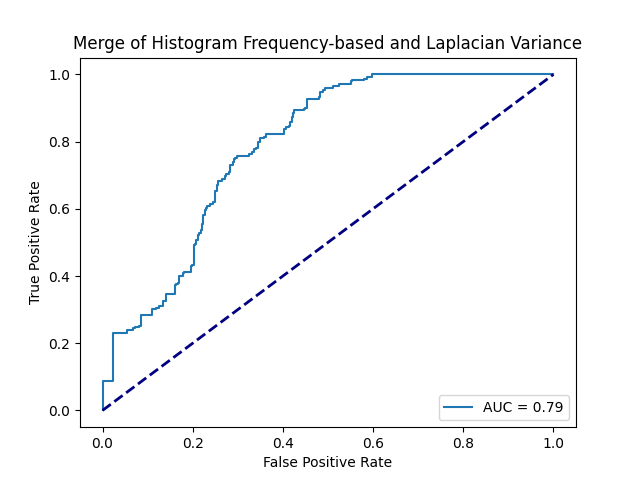 Merge of Histogram Frequency-based and Laplacian Variance
True Positive Rate
1.0
0.8
0.6
0.4
0.2
0.0
0.0 0.2 0.4 0.6 0.8 1.0
False Positive Rate
AUC = 0.79